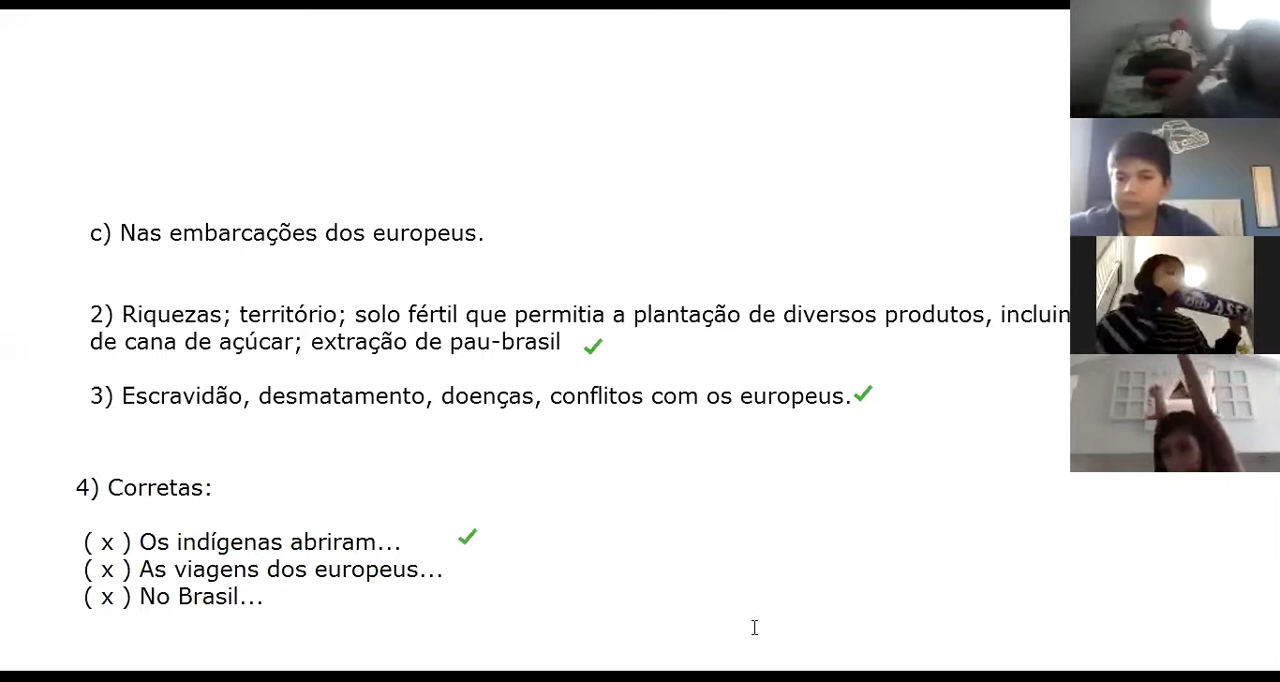 c) Nas embarcações dos europeus.
2) Riquezas; território; solo fértil que permitia a plantação de diversos produtos,
de cana de açúcar; extração de pau-brasil
3) Escravidão, desmatamento, doenças, conflitos com os europeus.
4) Corretas:
( x ) Os indígenas abriram...
( x ) As viagens dos europeus...
( x ) No Brasil...